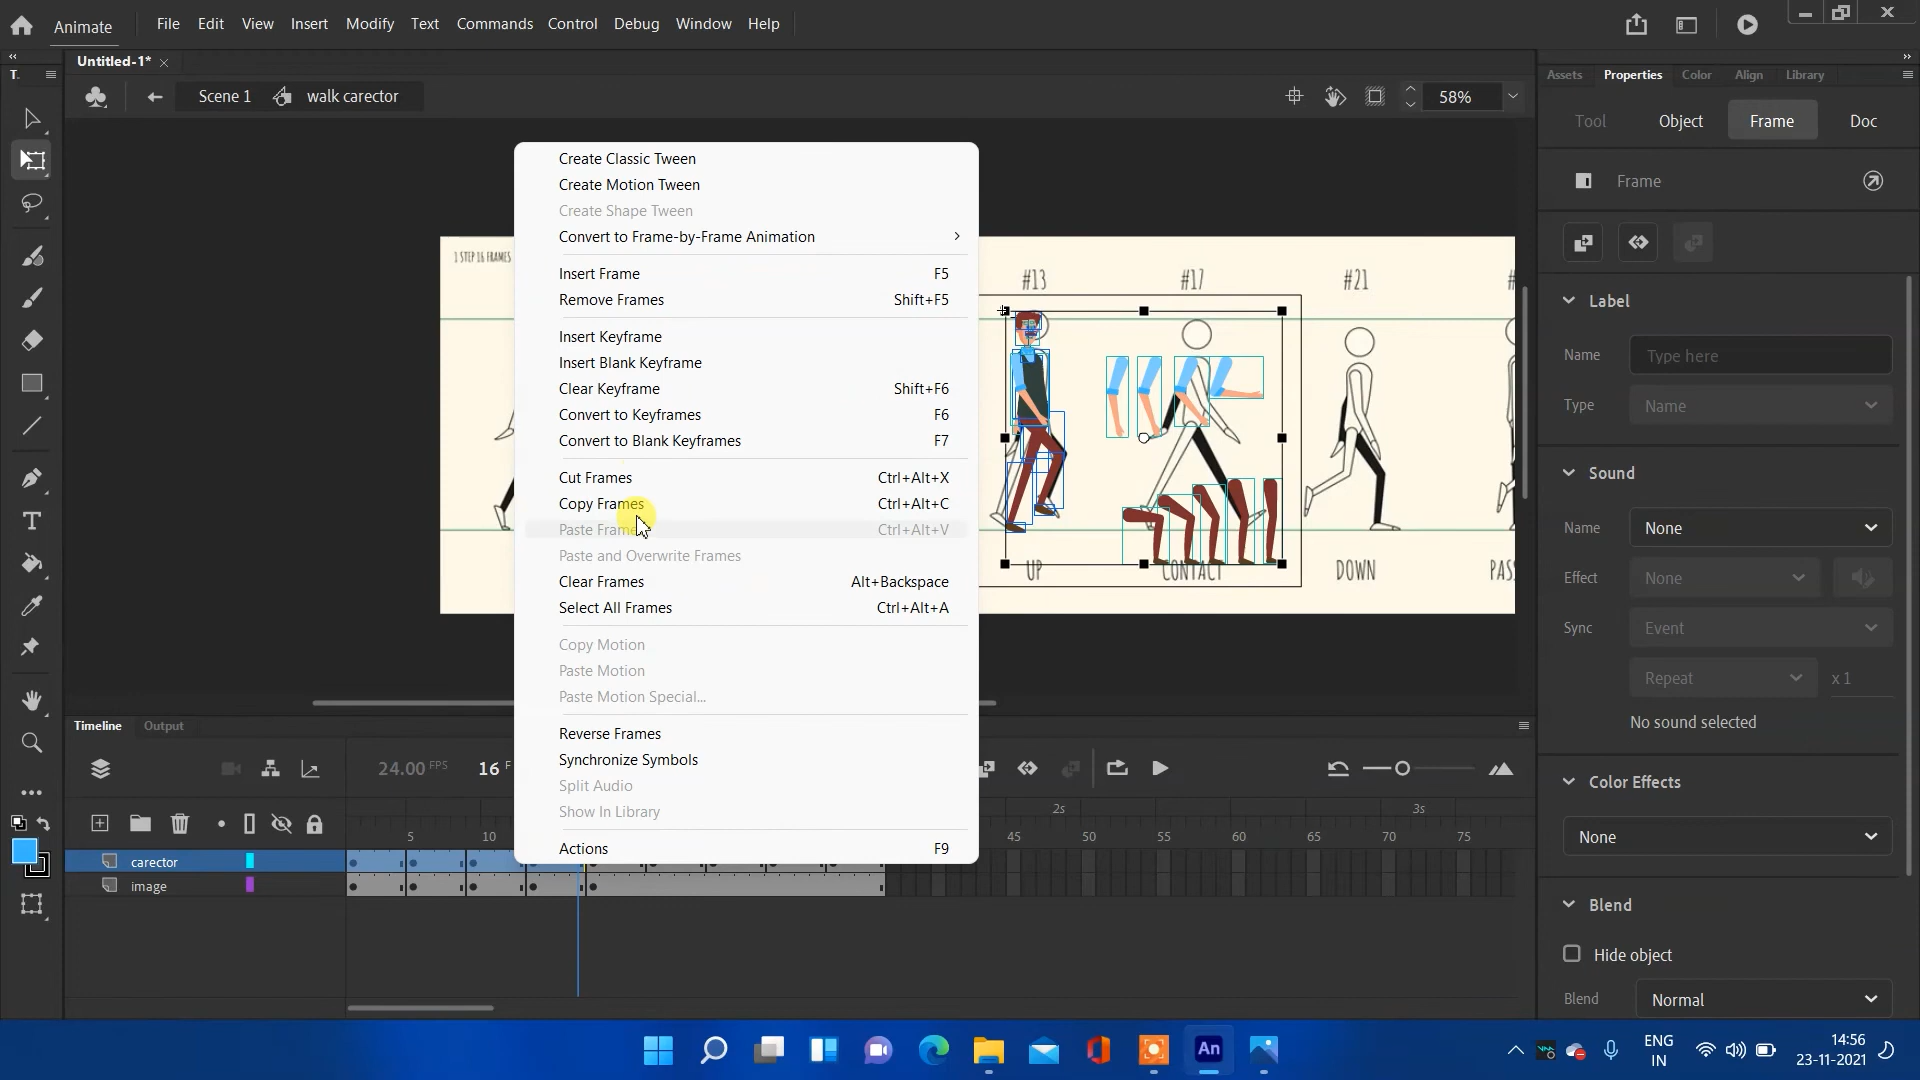 Animate File Edit View Insert Modify Text Commands Control Debug Window Help
Untitled-1*
T.
Assets Properties Color Align Library
Scene 1 walk carector 58%
Tool Object Frame Doc
Frame
Label
Name Type here
Type Name
Sound
Name None
Effect None
Sync Event
Repeat x 1
No sound selected
Color Effects
None
Blend
Hide object
Blend Normal
1 STEP 16 FRAMES
#13 #17 #21
UP CONTACT DOWN PAS
Create Classic Tween
Create Motion Tween
Create Shape Tween
Convert to Frame-by-Frame Animation
Insert Frame F5
Remove Frames Shift+F5
Insert Keyframe
Insert Blank Keyframe
Clear Keyframe Shift+F6
Convert to Keyframes F6
Convert to Blank Keyframes F7
Cut Frames Ctrl+Alt+X
Copy Frames Ctrl+Alt+C
Paste Frames Ctrl+Alt+V
Paste and Overwrite Frames
Clear Frames Alt+Backspace
Select All Frames Ctrl+Alt+A
Copy Motion
Paste Motion
Paste Motion Special...
Reverse Frames
Synchronize Symbols
Split Audio
Show In Library
Actions F9
Timeline Output
24.00 FPS 16 F
2s 3s
5 10 45 50 55 60 65 70 75
carector
image
An
ENG
IN
14:56
23-11-2021